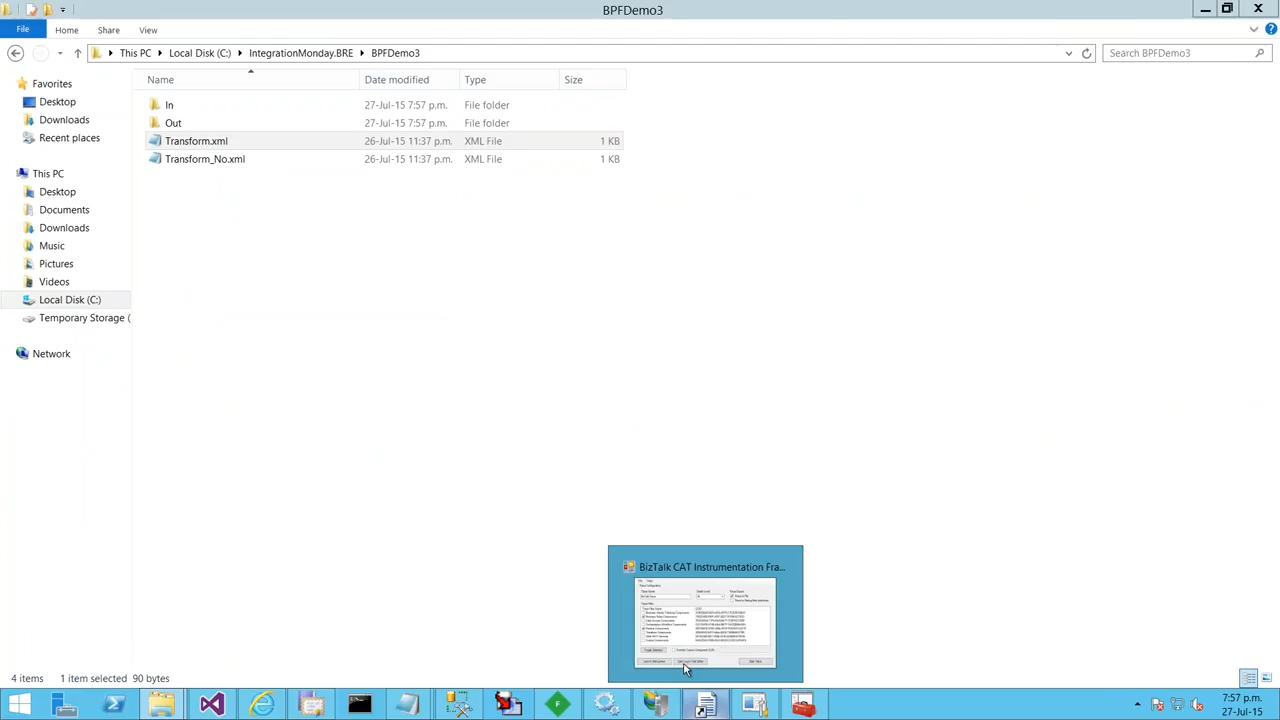 BPFDemo3
File Home Share View
This PC Local Disk (C:) IntegrationMonday.BRE BPFDemo3
Search BPFDemo3
Name Date modified Type Size
Favorites
Desktop
Downloads
Recent places
This PC
Desktop
Documents
Downloads
Music
Pictures
Videos
Local Disk (C:)
Temporary Storage (
Network
In 27-Jul-15 7:57 p.m. File folder
Out 27-Jul-15 7:57 p.m. File folder
Transform.xml 26-Jul-15 11:37 p.m. XML File 1 KB
Transform_No.xml 26-Jul-15 11:37 p.m. XML File 1 KB
BizTalk CAT Instrumentation Fra...
4 items 1 item selected 90 bytes
7:57 p.m.
27-Jul-15